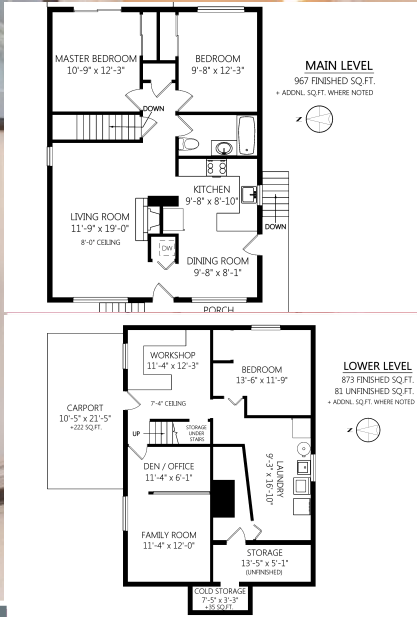 MASTER BEDROOM
10'-9" x 12'-3"
BEDROOM
9'-8" x 12'-3"
MAIN LEVEL
967 FINISHED SQ.FT.
+ ADDNL. SQ.FT. WHERE NOTED
N
DOWN
KITCHEN
9'-8" x 8'-10"
LIVING ROOM
11'-9" x 19'-0"
8'-0" CEILING
DOWN
DW
DINING ROOM
9'-8" x 8'-1"
PORCH
WORKSHOP
11'-4" x 12'-3"
BEDROOM
13'-6" x 11'-9"
LOWER LEVEL
873 FINISHED SQ.FT.
81 UNFINISHED SQ.FT.
+ ADDNL. SQ.FT. WHERE NOTED
N
CARPORT
10'-5" x 21'-5"
+222 SQ.FT.
7'-4" CEILING
UP
STORAGE
UNDER
STAIRS
DEN / OFFICE
11'-4" x 6'-1"
LAUNDRY
9'-3" x 16'-10"
FAMILY ROOM
11'-4" x 12'-0"
STORAGE
13'-5" x 5'-1"
(UNFINISHED)
COLD STORAGE
7'-5" x 3'-3"
+35 SQ.FT.